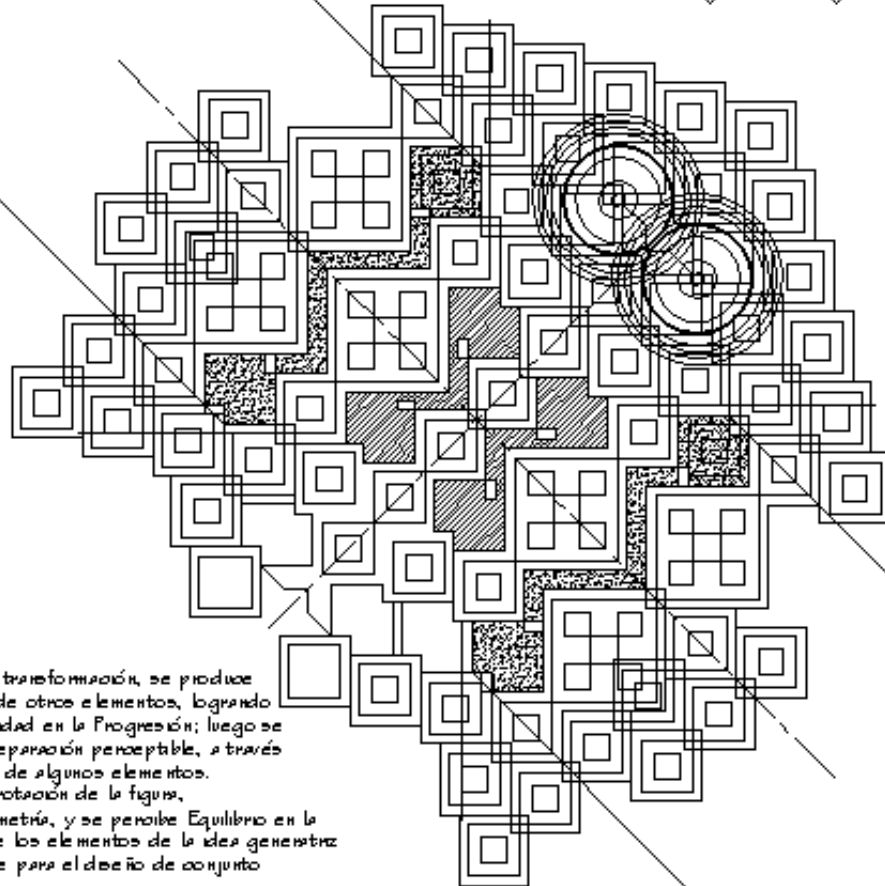 transformación, se produce
de otros elementos, logrando
dad en la Progresión; luego se
eparación perceptible, a través
de algunos elementos.
rotación de la figura,
metría, y se percibe Equilibrio en la
e los elementos de la idea generatriz
e para el diseño de conjunto